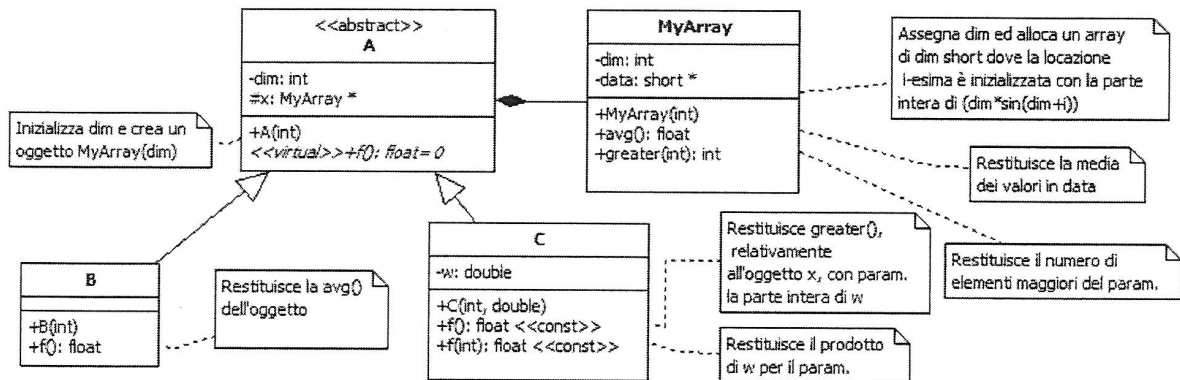 <<abstract>>
A
-dim: int
#x: MyArray *
+A(int)
<<virtual>>+f(): float= 0
MyArray
-dim: int
-data: short *
+MyArray(int)
+avg(): float
+greater(int): int
Assegna dim ed alloca un array
di dim short dove la locazione
i-esima è inizializzata con la parte
intera di (dim*sin(dim+i))
Inizializza dim e crea un
oggetto MyArray(dim)
Restituisce la media
dei valori in data
Restituisce il numero di
elementi maggiori del param.
B
+B(int)
+f(): float
Restituisce la avg()
dell'oggetto
C
-w: double
+C(int, double)
+f(): float <<const>>
+f(int): float <<const>>
Restituisce greater(),
relativamente
all'oggetto x, con param.
la parte intera di w
Restituisce il prodotto
di w per il param.